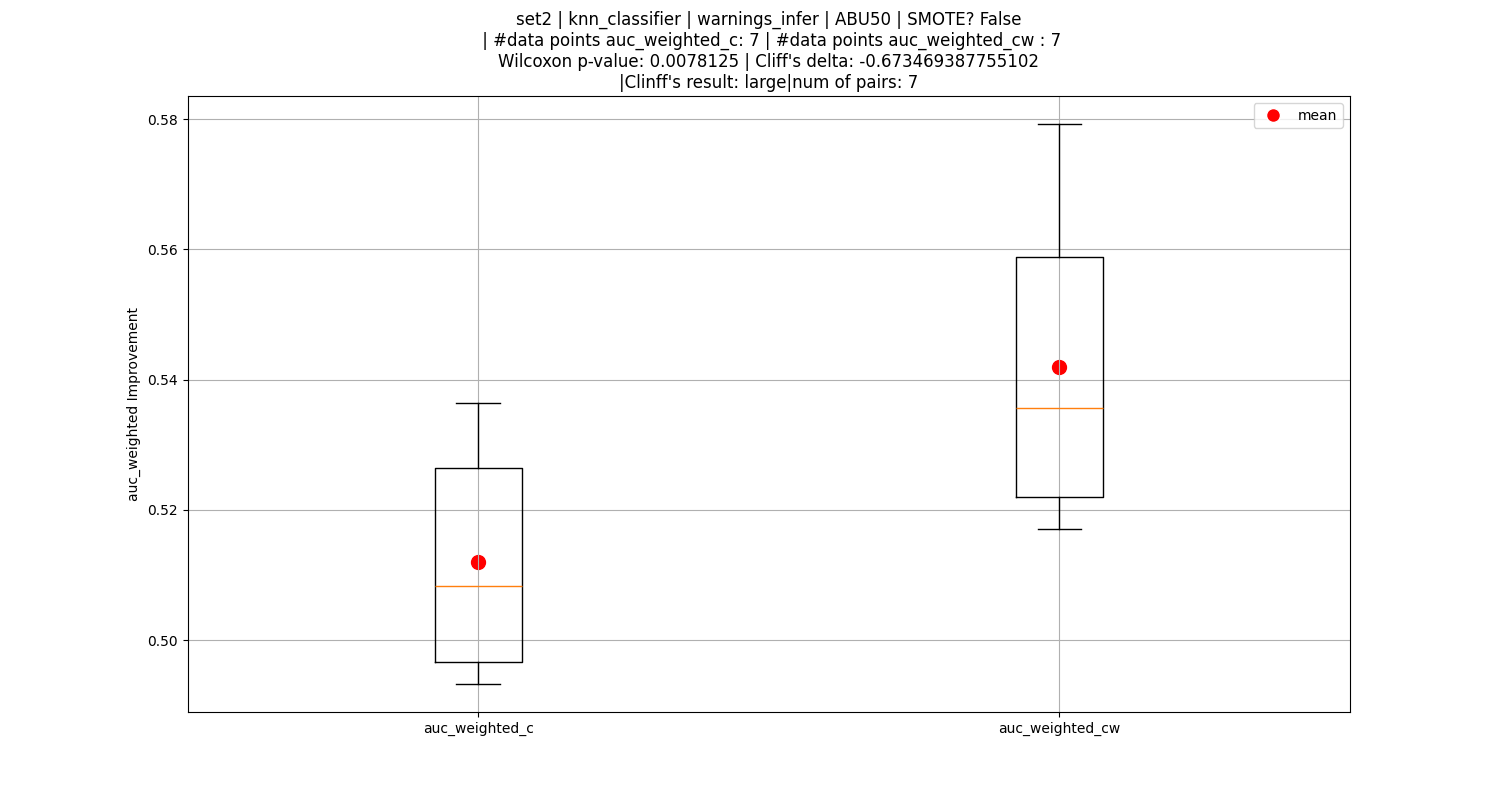 set2 | knn_classifier | warnings_infer | ABU50 | SMOTE? False
| #data points auc_weighted_c: 7 | #data points auc_weighted_cw : 7
Wilcoxon p-value: 0.0078125 | Cliff's delta: -0.673469387755102
|Clinff's result: large|num of pairs: 7
mean
0.58
0.56
0.54
0.52
0.50
auc_weighted Improvement
auc_weighted_c
auc_weighted_cw